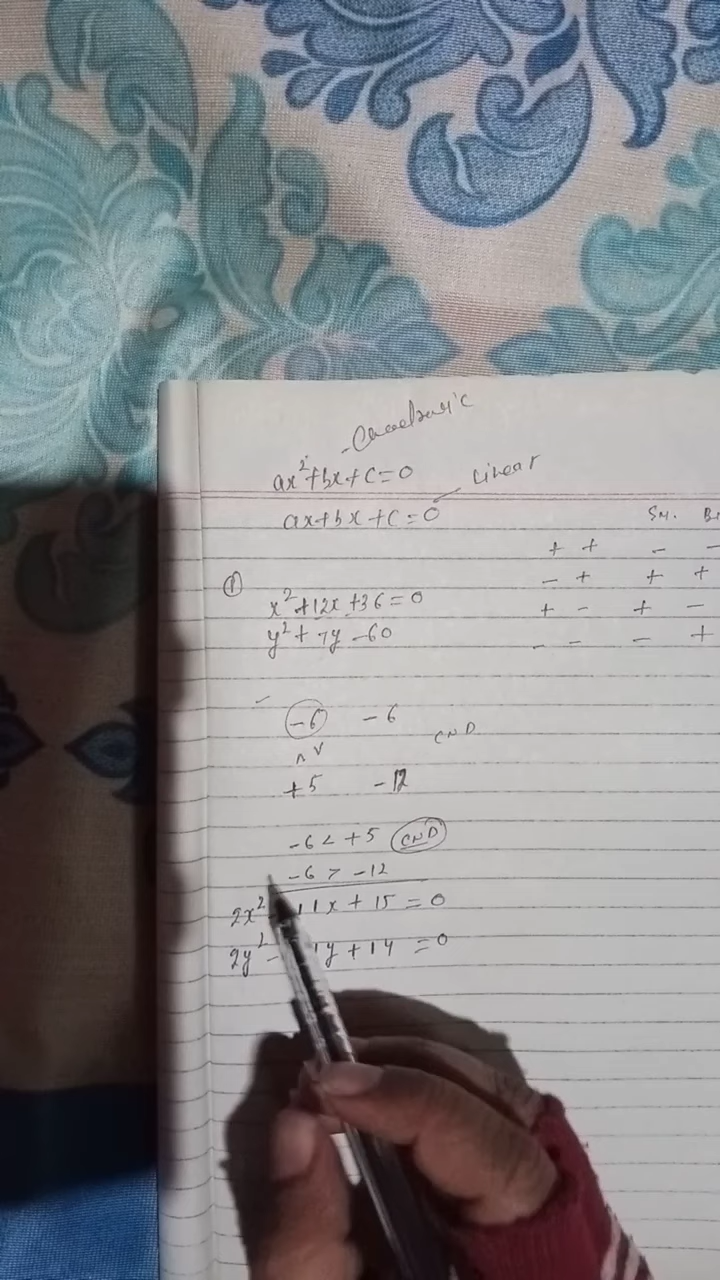 ax²+bx+c=0
Linear
ax+bx+c=0
Sm.
+ + - -
①
- + + +
x²+12x+36=0
+ - + -
y²+7y-60
- - - +
-6 -6
CND
+5 -12
-6 < +5 CND
-6 > -12
2x² 11x + 15 = 0
2y² - y + 14 = 0